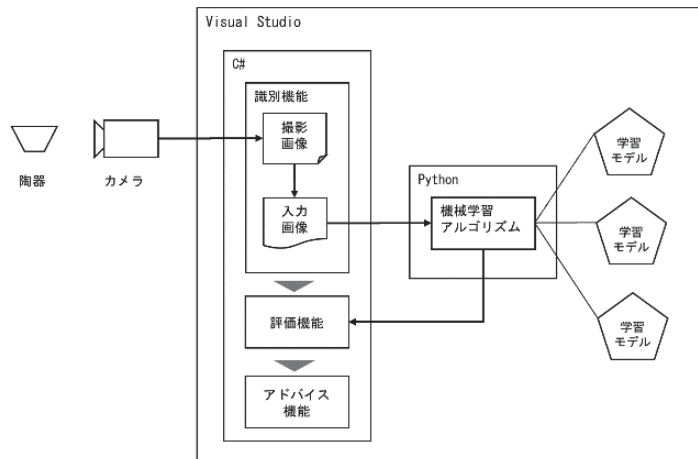 Visual Studio
C#
識別機能
撮影
画像
入力
画像
陶器
カメラ
Python
機械学習
アルゴリズム
学習
モデル
学習
モデル
学習
モデル
評価機能
アドバイス
機能